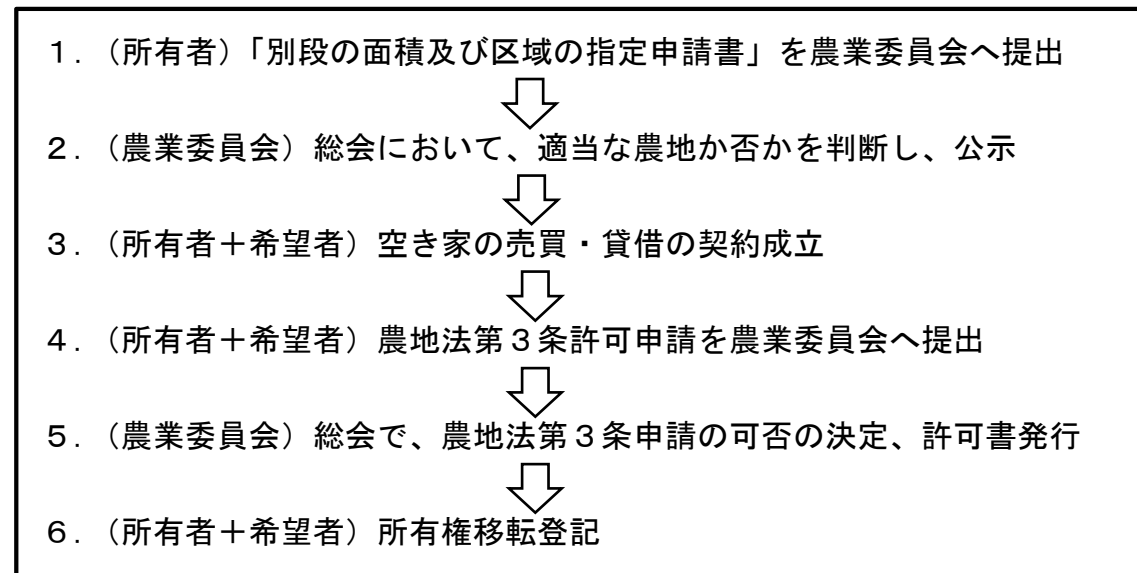 １．（所有者）「別段の面積及び区域の指定申請書」を農業委員会へ提出
２．（農業委員会）総会において、適当な農地か否かを判断し、公示
３．（所有者＋希望者）空き家の売買・貸借の契約成立
４．（所有者＋希望者）農地法第３条許可申請を農業委員会へ提出
５．（農業委員会）総会で、農地法第３条申請の可否の決定、許可書発行
６．（所有者＋希望者）所有権移転登記